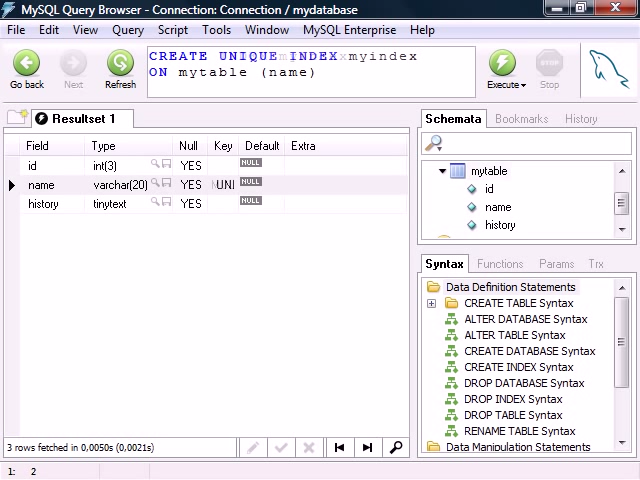 MySQL Query Browser - Connection: Connection / mydatabase
File Edit View Query Script Tools Window MySQL Enterprise Help
CREATE UNIQUE INDEX myindex
ON mytable (name)
Go back Next Refresh Execute STOP Stop
Resultset 1
Schemata Bookmarks History
Field Type Null Key Default Extra
id int(3) YES NULL
name varchar(20) YES UNI NULL
history tinytext YES NULL
mytable
id
name
history
Syntax Functions Params Trx
Data Definition Statements
CREATE TABLE Syntax
ALTER DATABASE Syntax
ALTER TABLE Syntax
CREATE DATABASE Syntax
CREATE INDEX Syntax
DROP DATABASE Syntax
DROP INDEX Syntax
DROP TABLE Syntax
RENAME TABLE Syntax
Data Manipulation Statements
3 rows fetched in 0,0050s (0,0021s)
1: 2